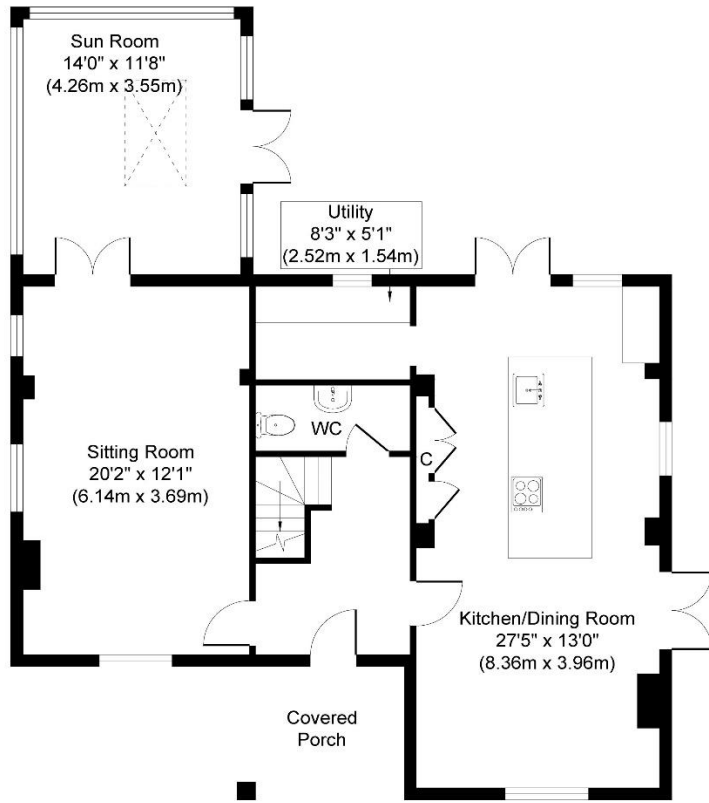 Sun Room
14'0" x 11'8"
(4.26m x 3.55m)
Utility
8'3" x 5'1"
(2.52m x 1.54m)
WC
Sitting Room
20'2" x 12'1"
(6.14m x 3.69m)
C
Kitchen/Dining Room
27'5" x 13'0"
(8.36m x 3.96m)
Covered
Porch